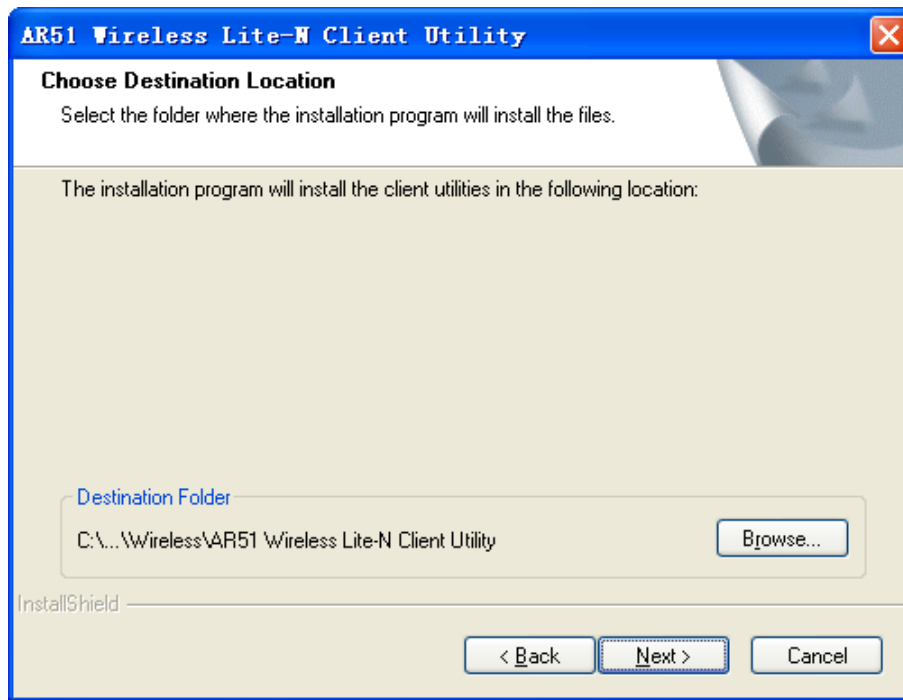 AR51 Wireless Lite-N Client Utility
Choose Destination Location
Select the folder where the installation program will install the files.
The installation program will install the client utilities in the following location:
Destination Folder
C:\...\\Wireless\AR51 Wireless Lite-N Client Utility
Browse...
InstallShield
< Back
Next >
Cancel